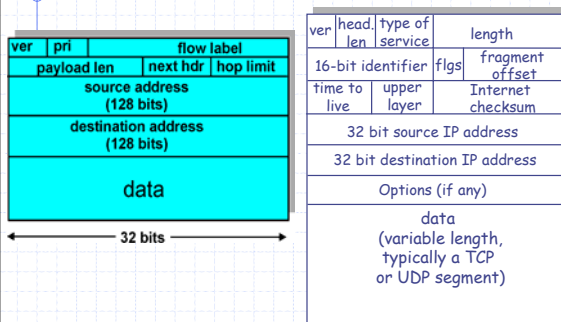 ver pri flow label
payload len next hdr hop limit
source address
(128 bits)
destination address
(128 bits)
data
32 bits
ver head. len type of service length
16-bit identifier flgs fragment offset
time to live upper layer Internet checksum
32 bit source IP address
32 bit destination IP address
Options (if any)
data
(variable length,
typically a TCP
or UDP segment)